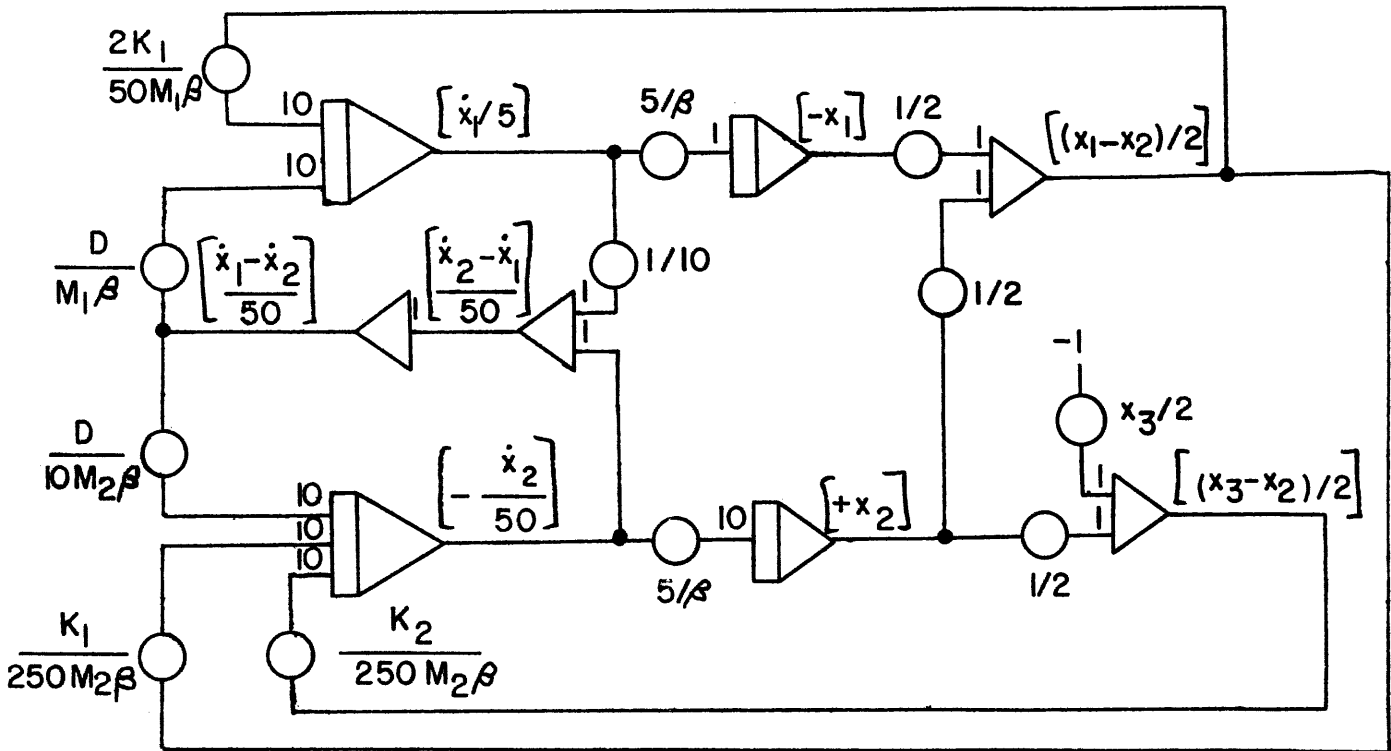 2K₁
50M₁β
10
[ẋ₁/5]
5/β
1
[-x₁]
1/2
1
[(x₁-x₂)/2]
10
1
D
M₁β
[ẋ₁-ẋ₂
50]
[ẋ₂-ẋ₁
50]
1/10
1
1
1
1/2
-1
x₃/2
D
10M₂β
[-ẋ₂
50]
10
10
10
10
[+x₂]
1
[(x₃-x₂)/2]
1
5/β
1/2
K₁
250M₂β
K₂
250M₂β